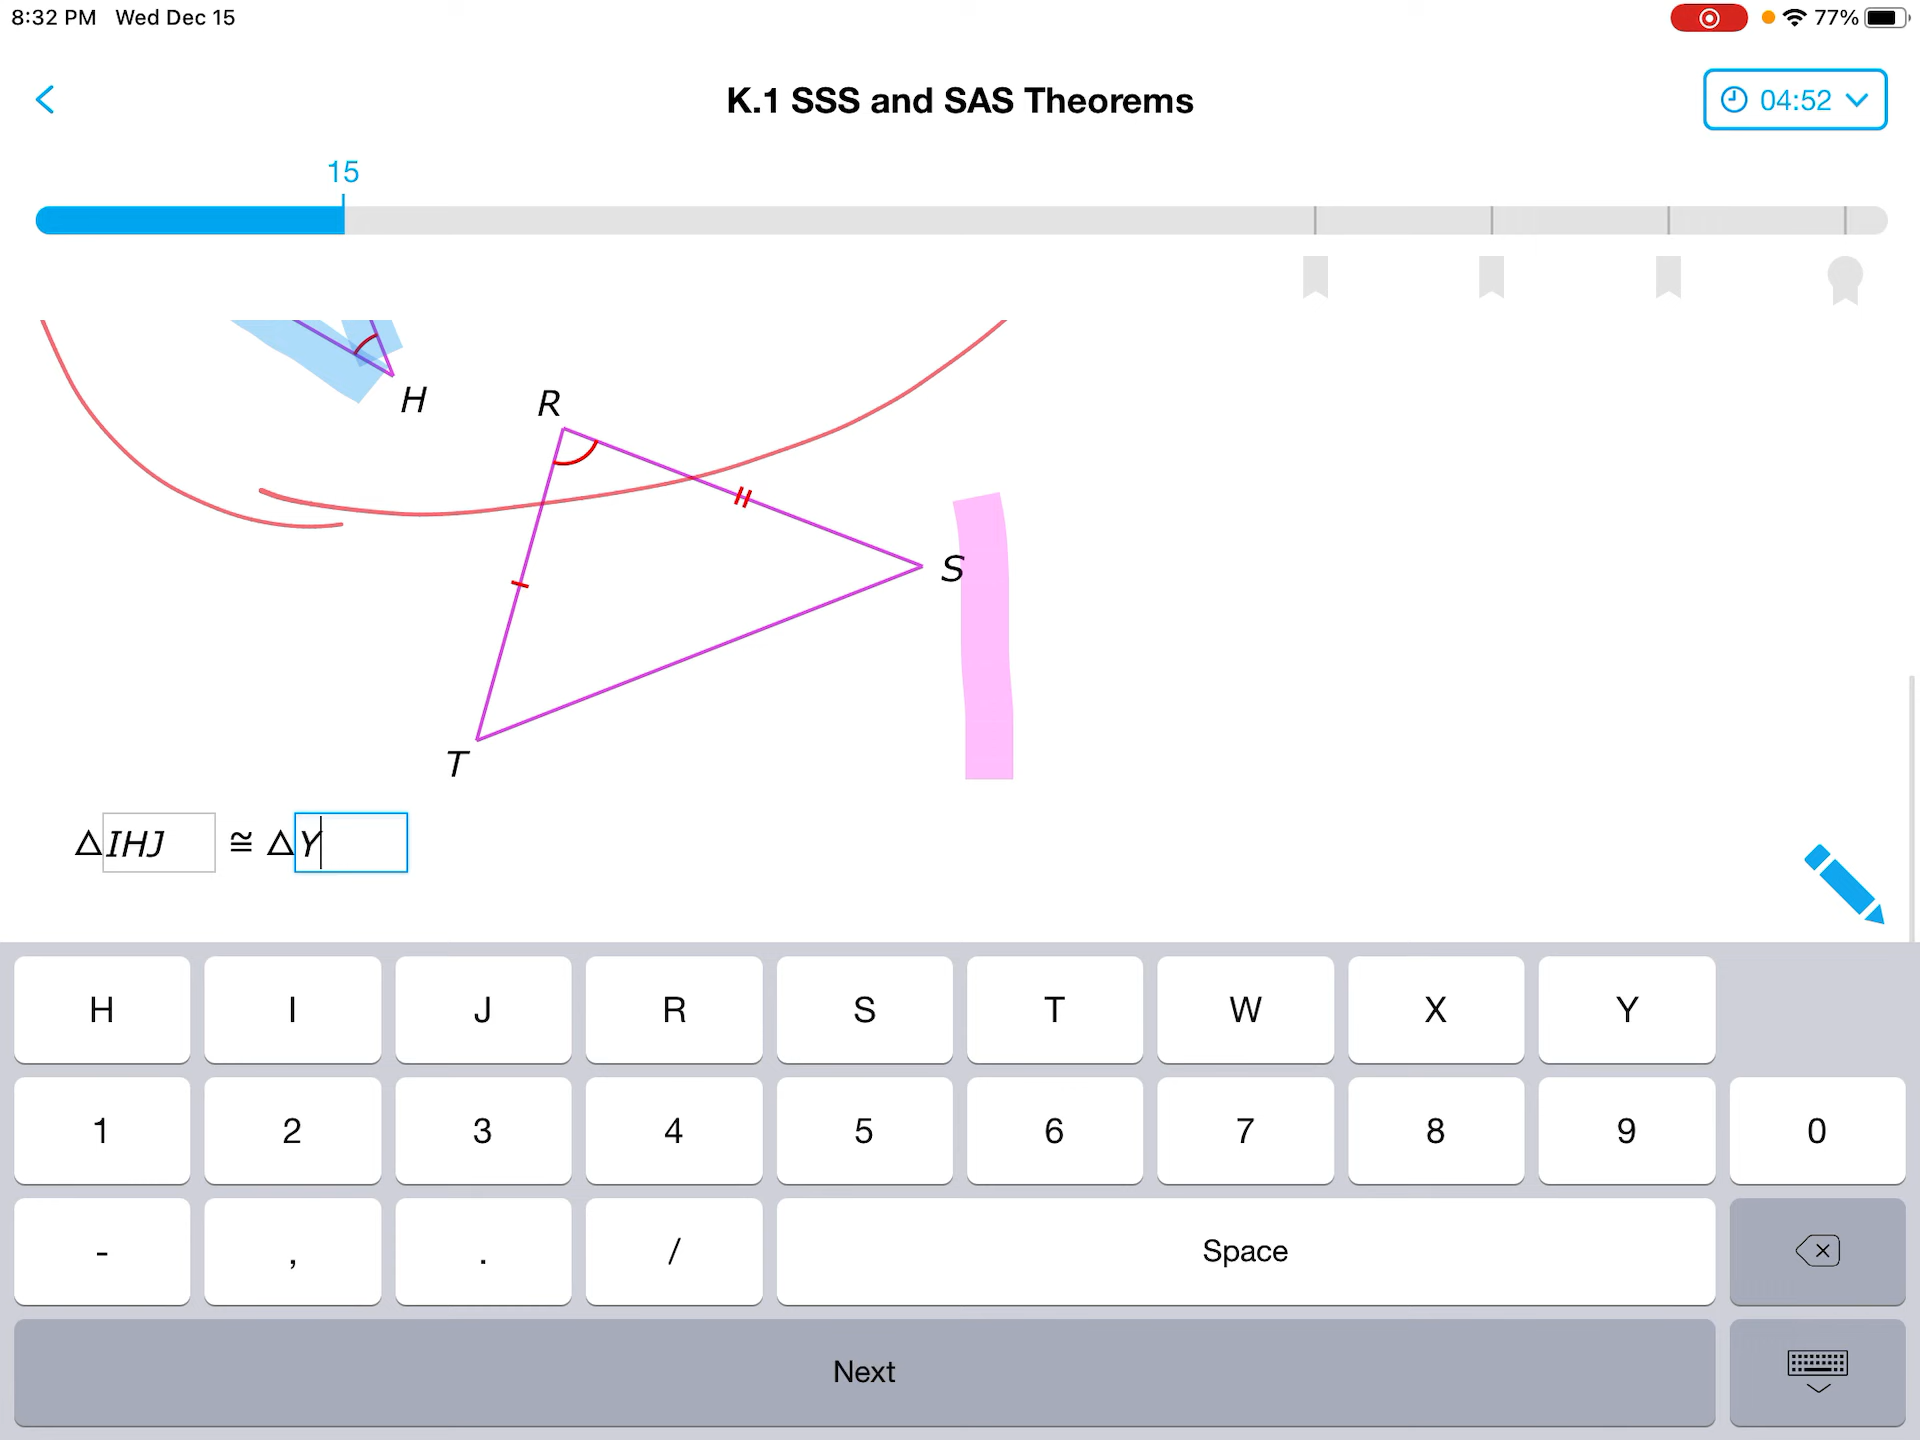 8:32 PM Wed Dec 15
77%
K.1 SSS and SAS Theorems
04:52
15
H
R
S
T
△IHJ ≅ △Y
H I J R S T W X Y
1 2 3 4 5 6 7 8 9 0
- , . / Space
Next